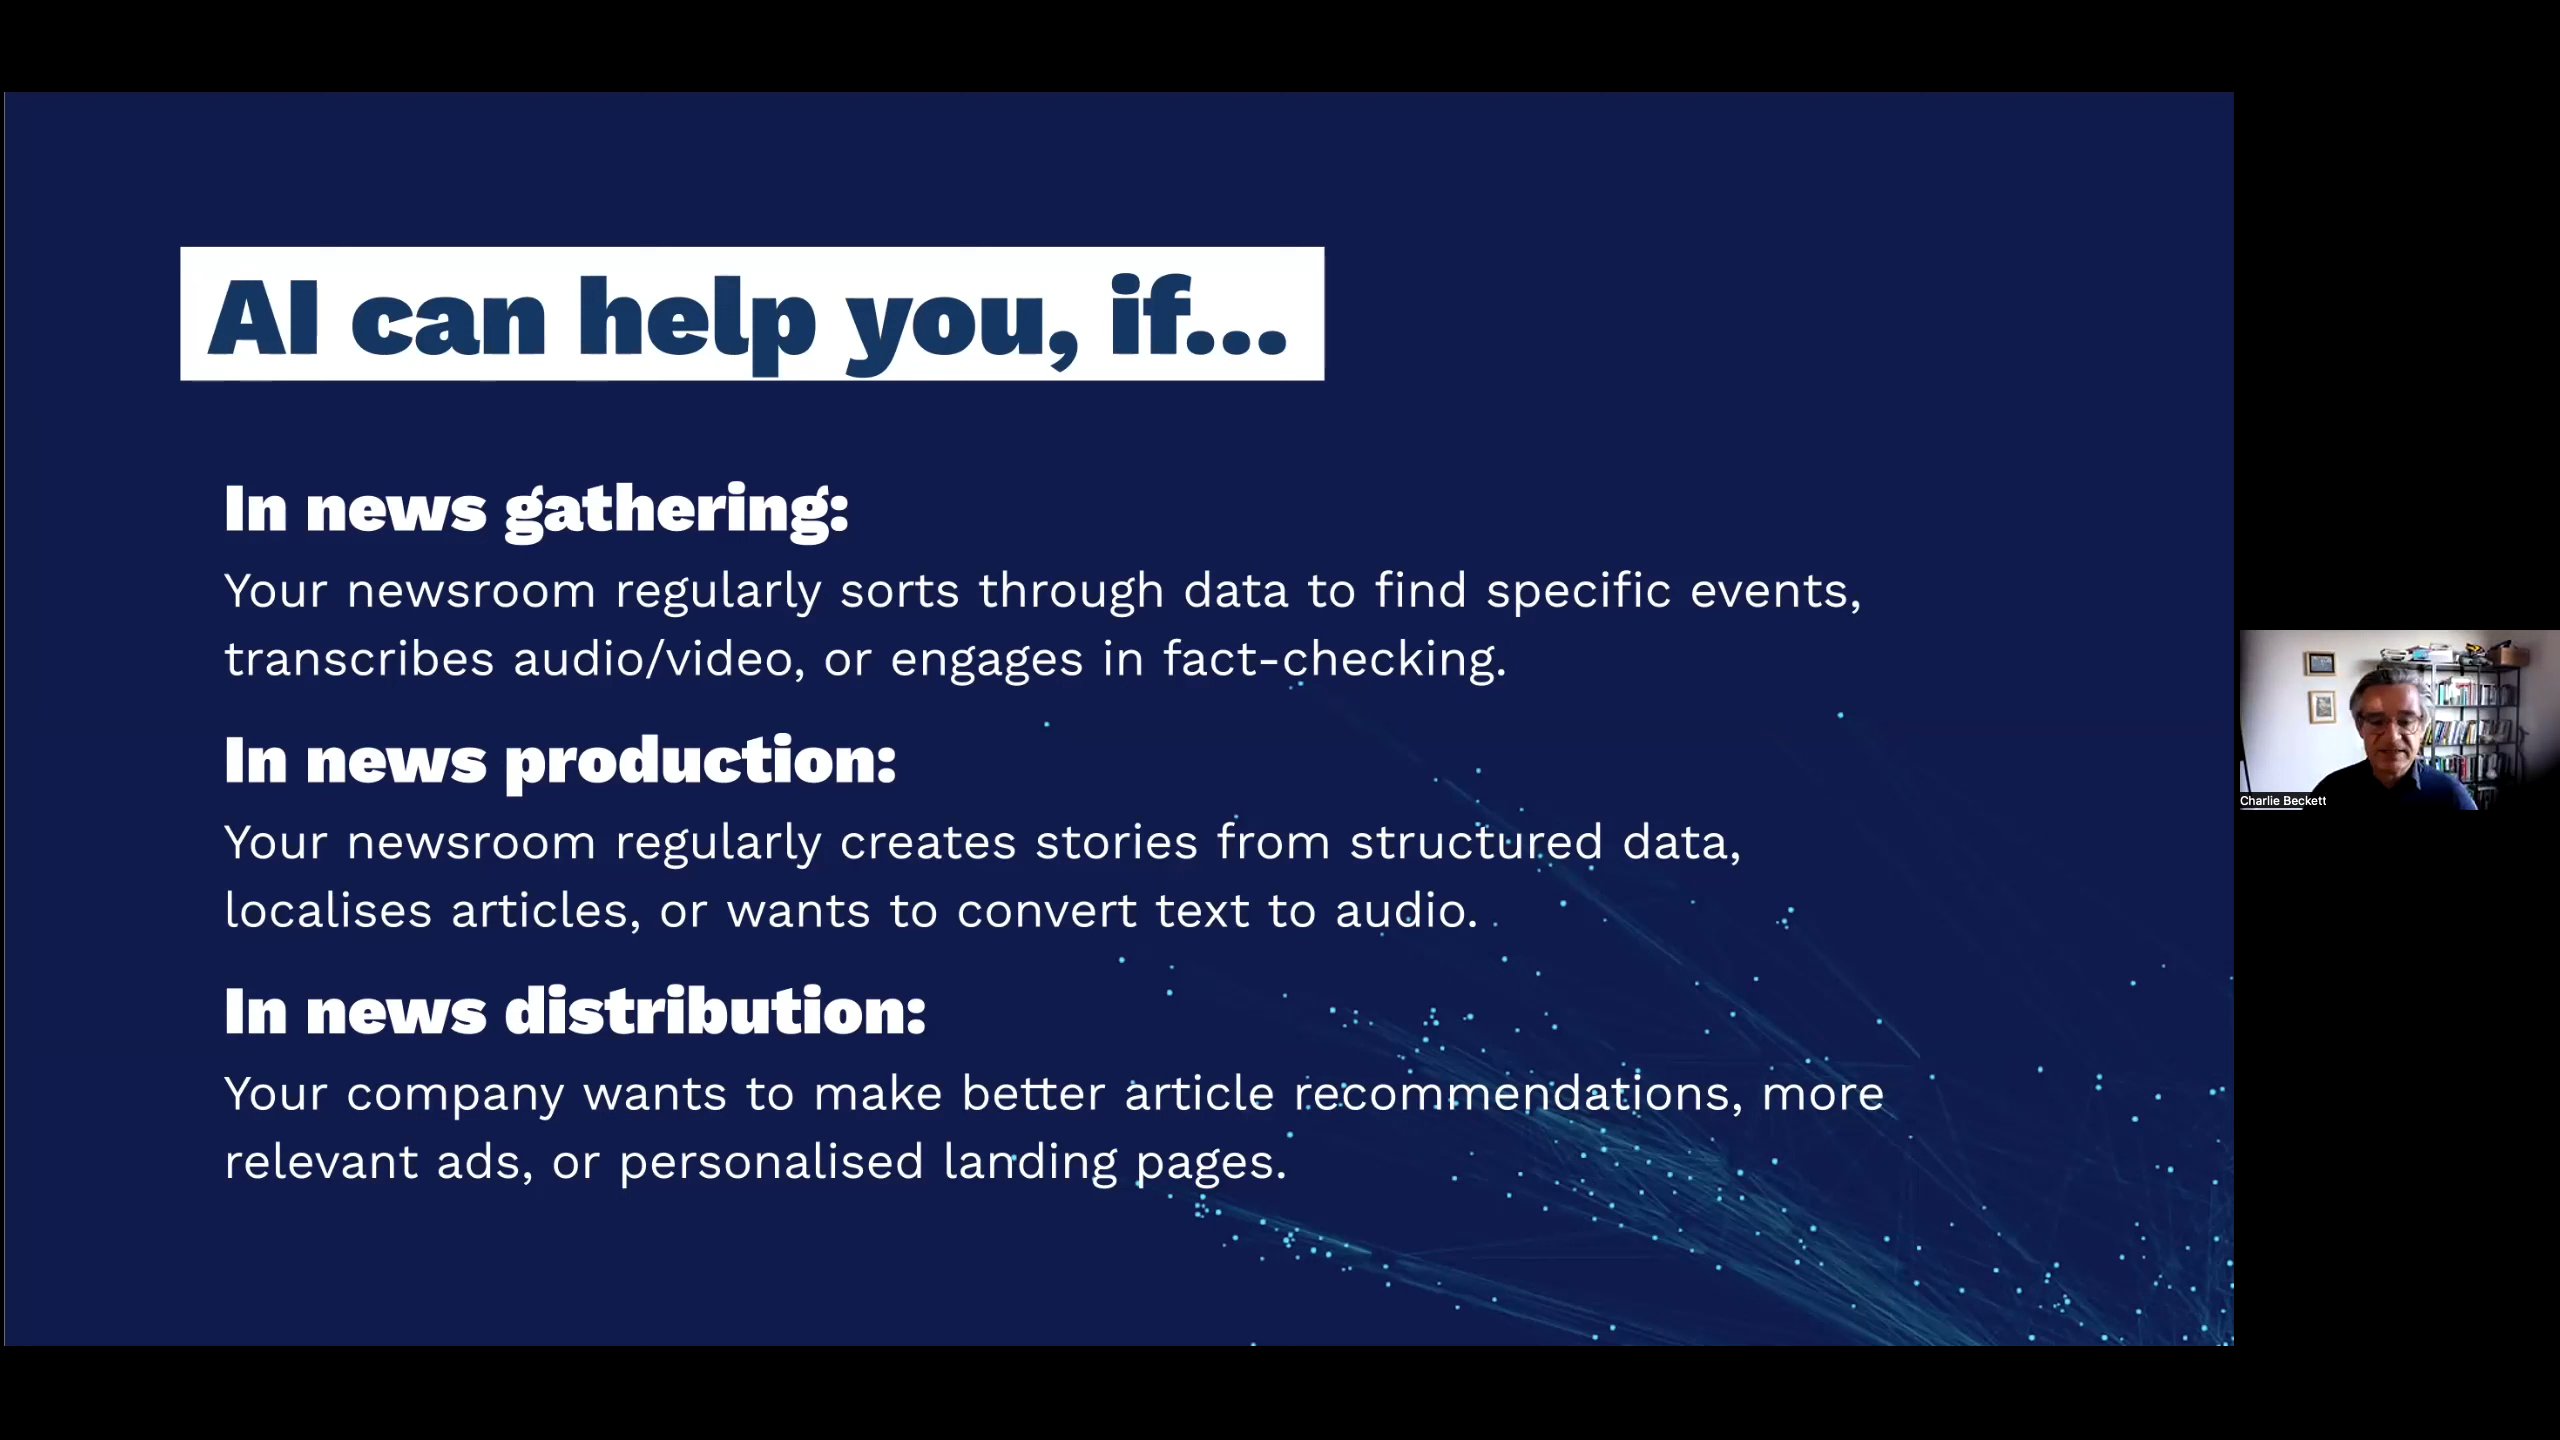 AI can help you, if...
In news gathering:
Your newsroom regularly sorts through data to find specific events,
transcribes audio/video, or engages in fact-checking.
In news production:
Your newsroom regularly creates stories from structured data,
localises articles, or wants to convert text to audio.
In news distribution:
Your company wants to make better article recommendations, more
relevant ads, or personalised landing pages.
Charlie Beckett